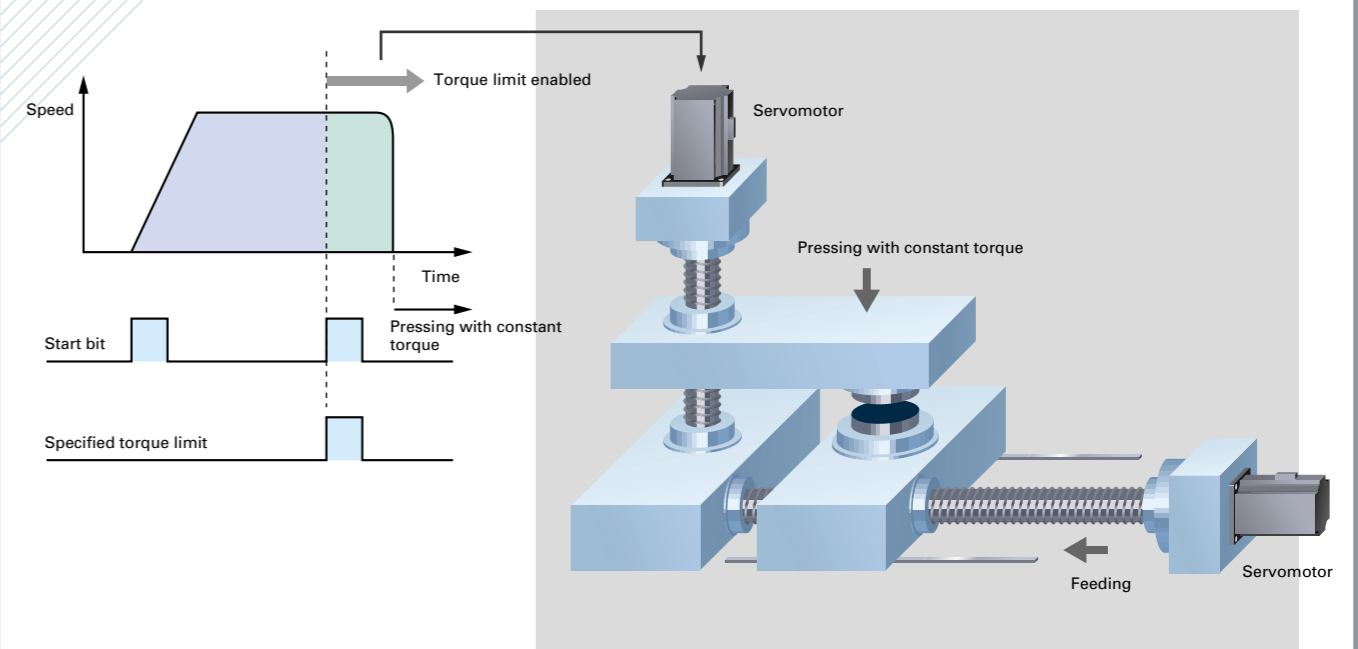 Torque limit enabled
Speed
Servomotor
Pressing with constant torque
Time
Pressing with constant
torque
Start bit
Specified torque limit
Feeding
Servomotor